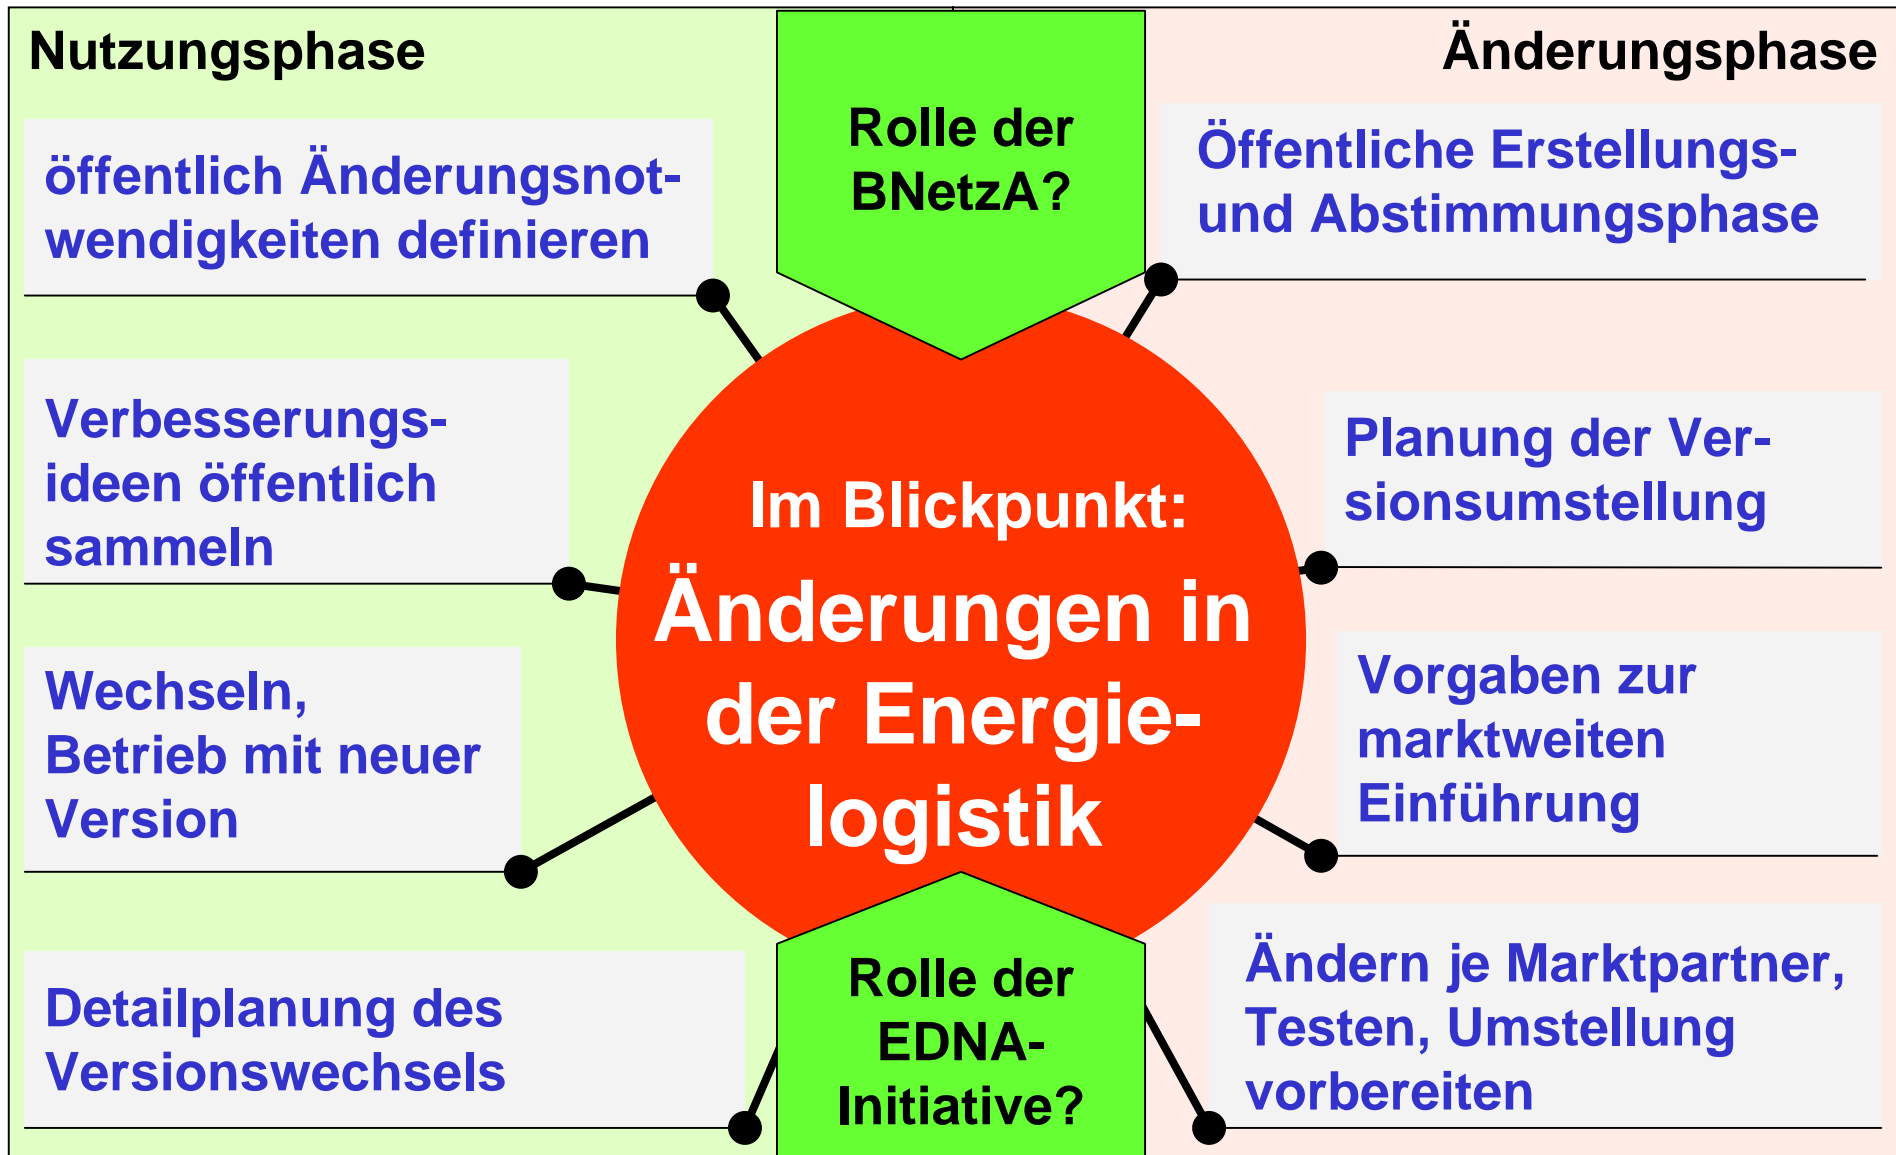 Nutzungsphase
öffentlich Änderungsnot-
wendigkeiten definieren
Verbesserungs-
ideen öffentlich
sammeln
Wechseln,
Betrieb mit neuer
Version
Detailplanung des
Versionswechsels
Rolle der
BNetzA?
Im Blickpunkt:
Änderungen in
der Energie-
logistik
Rolle der
EDNA-
Initiative?
Änderungsphase
Öffentliche Erstellungs-
und Abstimmungsphase
Planung der Ver-
sionsumstellung
Vorgaben zur
marktweiten
Einführung
Ändern je Marktpartner,
Testen, Umstellung
vorbereiten